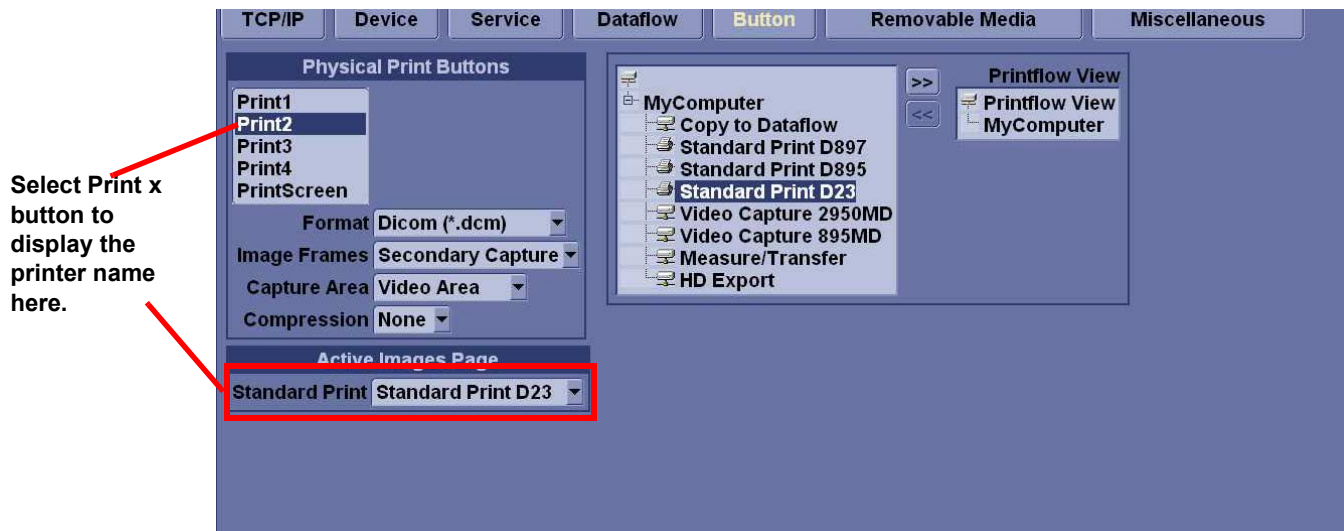 TCP/IP Device Service Dataflow Button Removable Media Miscellaneous
Physical Print Buttons
Print1
Print2
Print3
Print4
PrintScreen
Format Dicom (*.dcm)
Image Frames Secondary Capture
Capture Area Video Area
Compression None
Active Images Page
Standard Print Standard Print D23
MyComputer
Copy to Dataflow
Standard Print D897
Standard Print D895
Standard Print D23
Video Capture 2950MD
Video Capture 895MD
Measure/Transfer
HD Export
>>
<<
Printflow View
Printflow View
MyComputer
Select Print x
button to
display the
printer name
here.